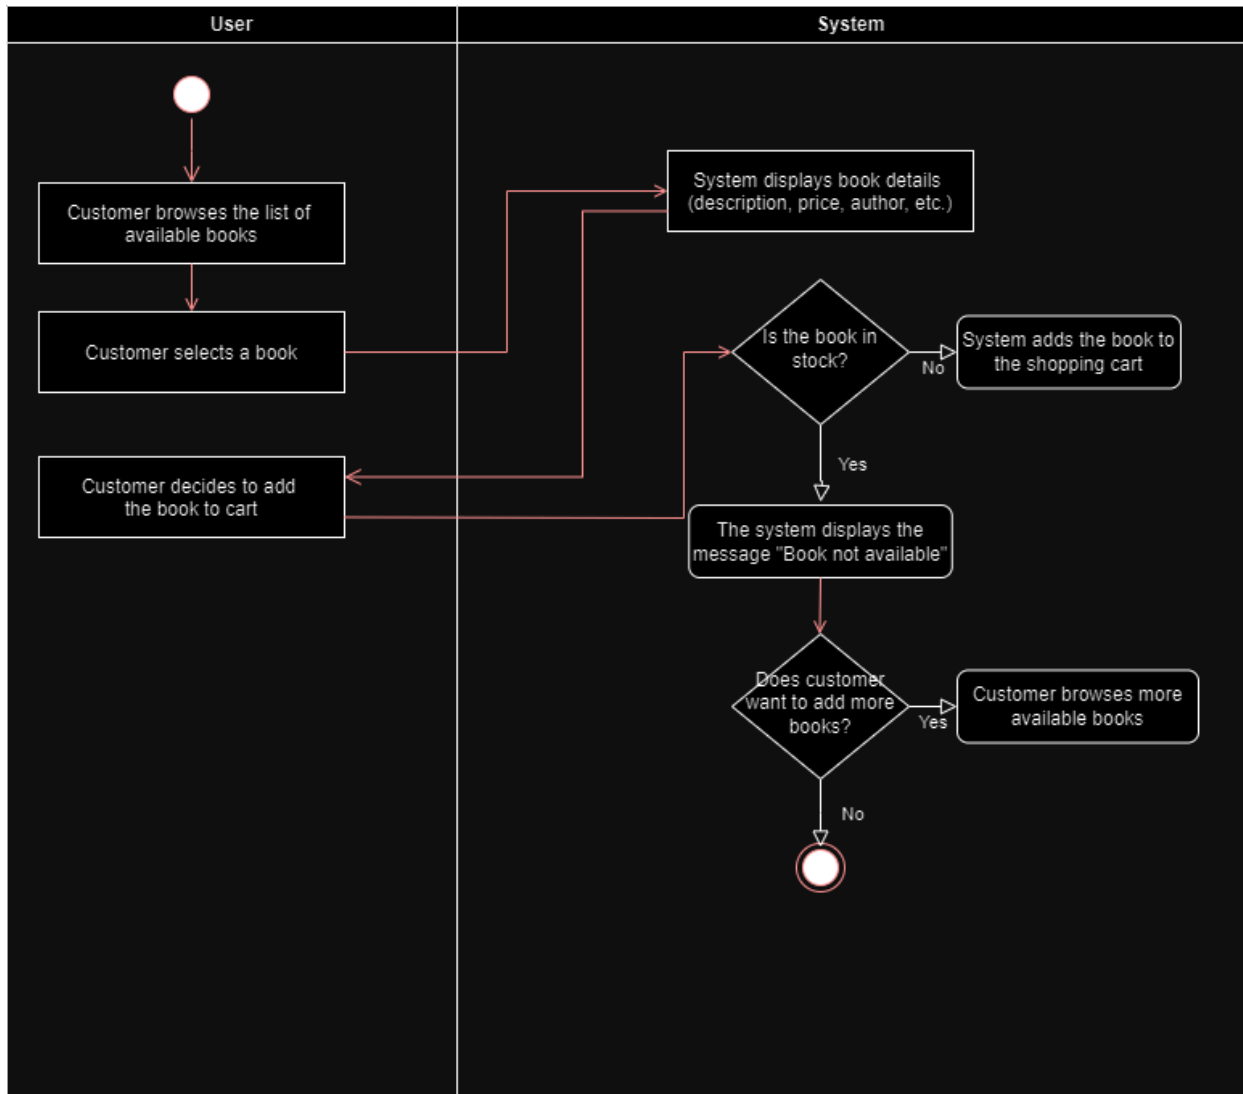 User
System
Customer browses the list of
available books
System displays book details
(description, price, author, etc.)
Customer selects a book
Is the book in
stock?
No
System adds the book to
the shopping cart
Yes
Customer decides to add
the book to cart
The system displays the
message "Book not available"
Does customer
want to add more
books?
Yes
Customer browses more
available books
No